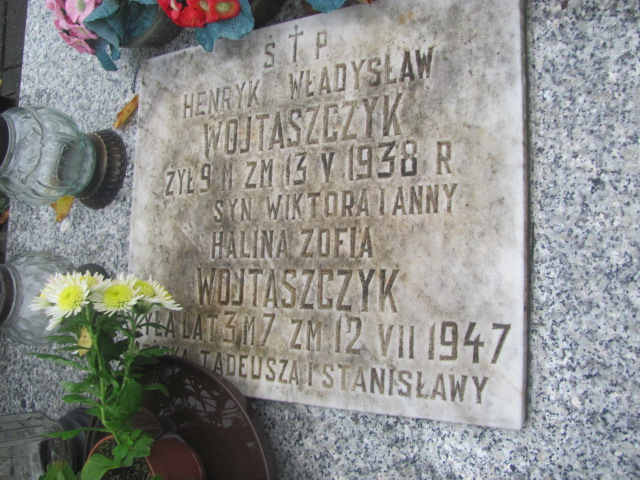 Ś † P
HENRYK WŁADYSŁAW
WOJTASZCZYK
ŻYŁ 9 M ZM 13 V 1938 R
SYN WIKTORA I ANNY
HALINA ZOFIA
WOJTASZCZYK
LAT 3 M 7 ZM 12 VII 1947
TADEUSZA I STANISŁAWY